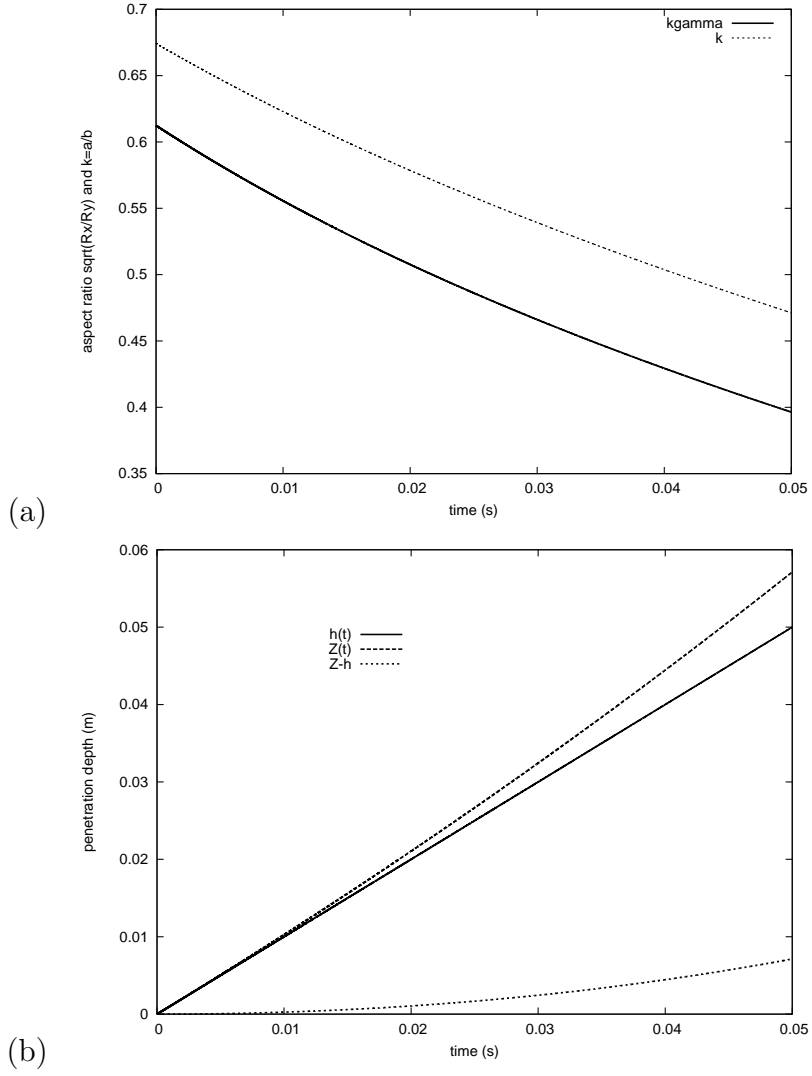 0.7
kgamma
k
0.65
0.6
0.55
0.5
0.45
0.4
0.35
aspect ratio sqrt(Rx/Ry) and k=a/b
0 0.01 0.02 0.03 0.04 0.05
time (s)
(a)
0.06
0.05
h(t)
Z(t)
Z-h
0.04
0.03
0.02
0.01
0
penetration depth (m)
0 0.01 0.02 0.03 0.04 0.05
time (s)
(b)